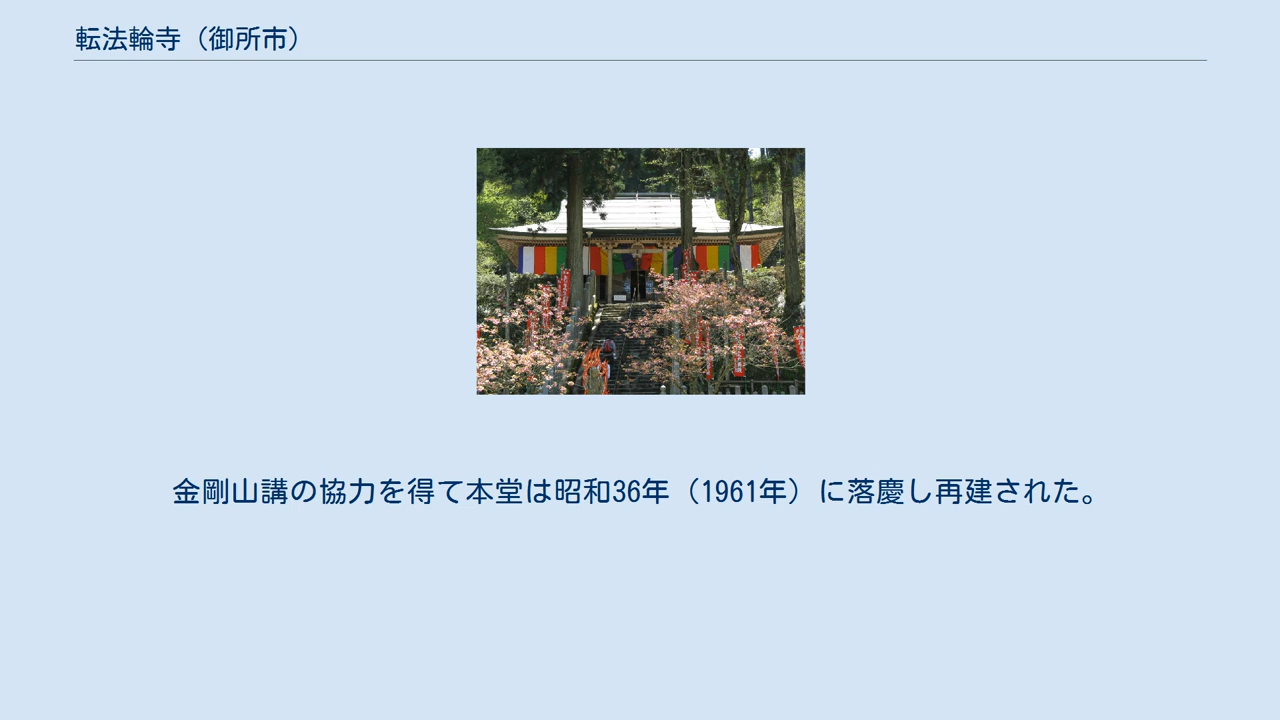 転法輪寺（御所市）
金剛山講の協力を得て本堂は昭和36年（1961年）に落慶し再建された。